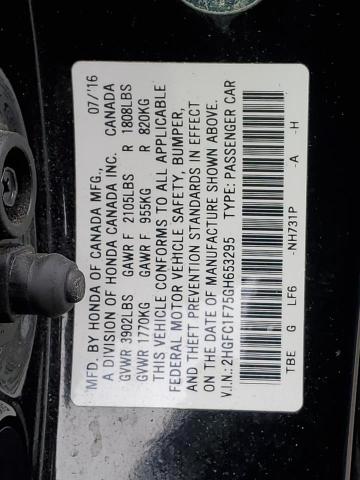 MFD. BY HONDA OF CANADA MFG., 07/'16
A DIVISION OF HONDA CANADA INC. CANADA
GVWR 3902LBS GAWR F 2105LBS R 1808LBS
GVWR 1770KG GAWR F 955KG R 820KG
THIS VEHICLE CONFORMS TO ALL APPLICABLE
FEDERAL MOTOR VEHICLE SAFETY, BUMPER,
AND THEFT PREVENTION STANDARDS IN EFFECT
ON THE DATE OF MANUFACTURE SHOWN ABOVE.
V.I.N.: 2HGFC1F75GH653295 TYPE: PASSENGER CAR
TBE G LF6 -NH731P -A -H